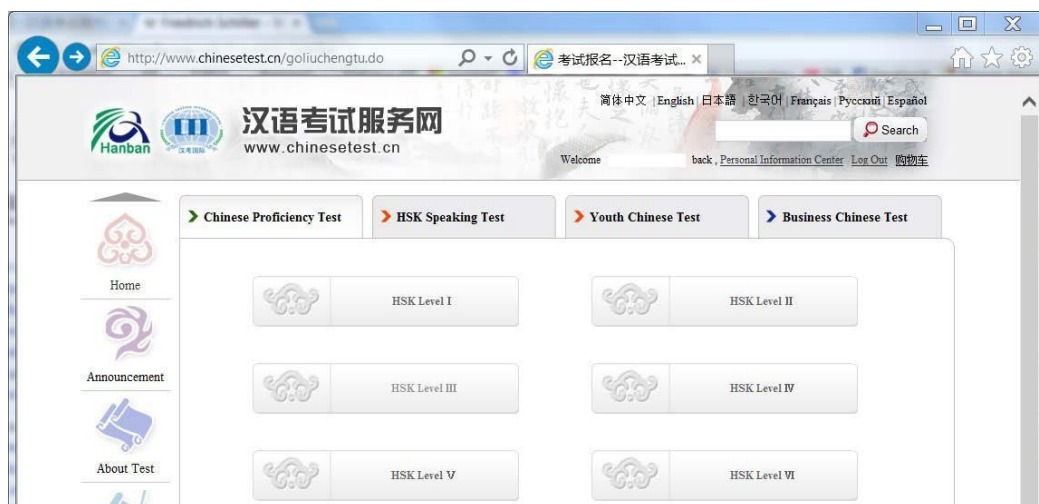 http://www.chinesetest.cn/goliuchengtu.do
考试报名--汉语考试... ×
简体中文 | English | 日本語 | 한국어 | Français | Русский | Español
Hanban
汉考国际
汉语考试服务网
www.chinesetest.cn
Search
Welcome back , Personal Information Center Log Out 购物车
Chinese Proficiency Test
HSK Speaking Test
Youth Chinese Test
Business Chinese Test
Home
HSK Level I
HSK Level II
Announcement
HSK Level III
HSK Level IV
About Test
HSK Level V
HSK Level VI